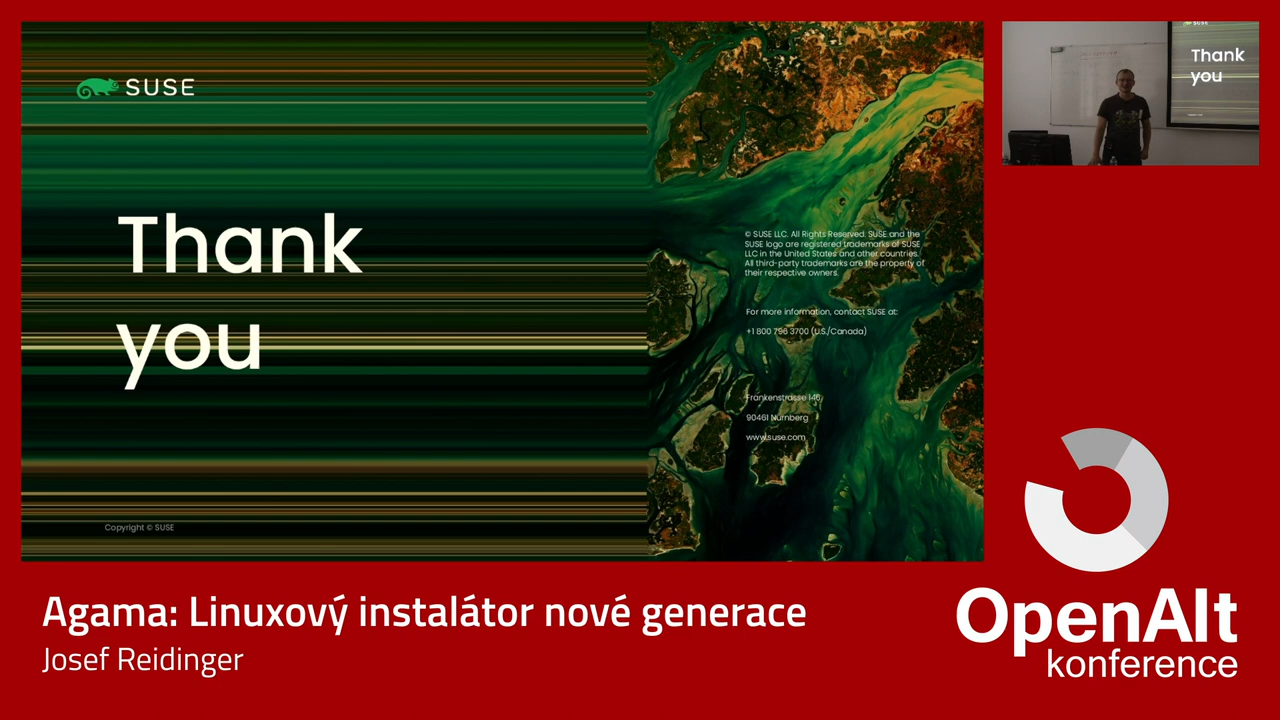 SUSE
Thank
you
Copyright © SUSE
© SUSE LLC. All Rights Reserved. SUSE and the
SUSE logo are registered trademarks of SUSE
LLC in the United States and other countries.
All third-party trademarks are the property of
their respective owners.
For more information, contact SUSE at:
+1 800 796 3700 (U.S./Canada)
Frankenstrasse 146
90461 Nürnberg
www.suse.com
SUSE
Thank
you
Agama: Linuxový instalátor nové generace
Josef Reidinger
OpenAlt
konference